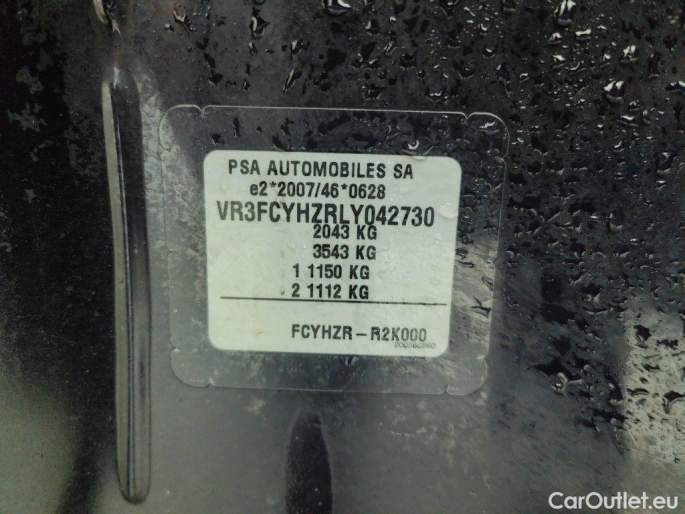 PSA AUTOMOBILES SA
e2*2007/46*0628
VR3FCYHZRLY042730
2043 KG
3543 KG
1 1150 KG
2 1112 KG
FCYHZR-R2K000
CarOutlet.eu